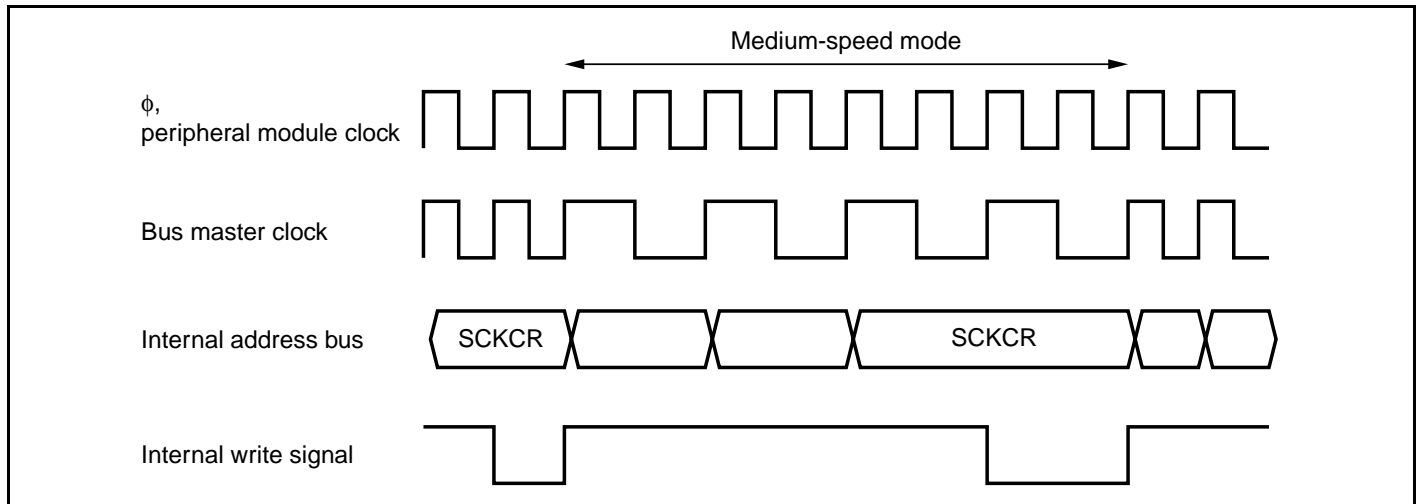 Medium-speed mode
ϕ,
peripheral module clock
Bus master clock
Internal address bus
SCKCR
SCKCR
Internal write signal